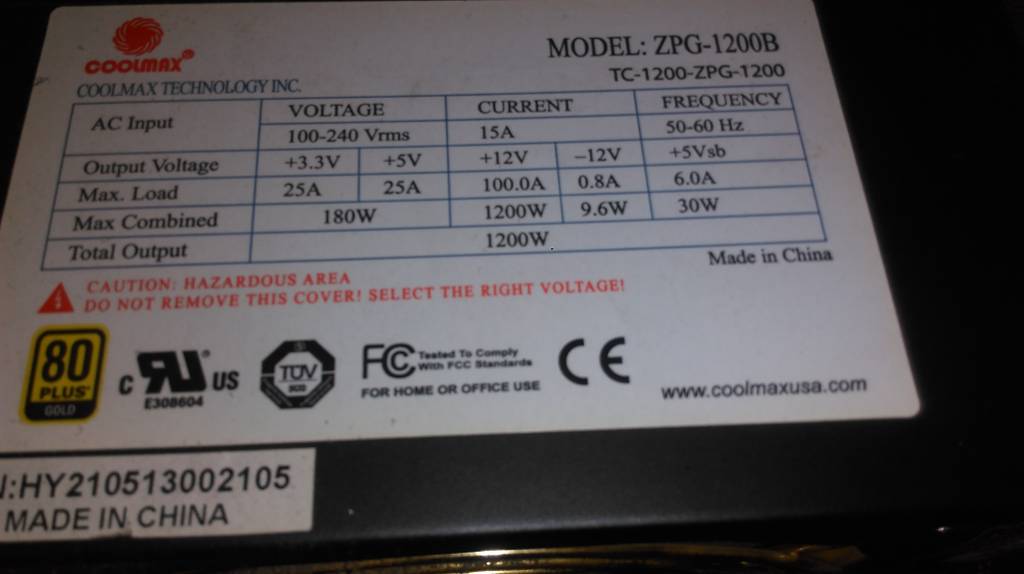 COOLMAX®
COOLMAX TECHNOLOGY INC.
MODEL: ZPG-1200B
TC-1200-ZPG-1200
AC Input VOLTAGE CURRENT FREQUENCY
100-240 Vrms 15A 50-60 Hz
Output Voltage +3.3V +5V +12V –12V +5Vsb
Max. Load 25A 25A 100.0A 0.8A 6.0A
Max Combined 180W 1200W 9.6W 30W
Total Output 1200W
Made in China
CAUTION: HAZARDOUS AREA
DO NOT REMOVE THIS COVER! SELECT THE RIGHT VOLTAGE!
80
PLUS®
GOLD
C RU® US
E308604
TÜV
FC Tested To Comply
With FCC Standards
FOR HOME OR OFFICE USE
CE
www.coolmaxusa.com
N:HY210513002105
MADE IN CHINA